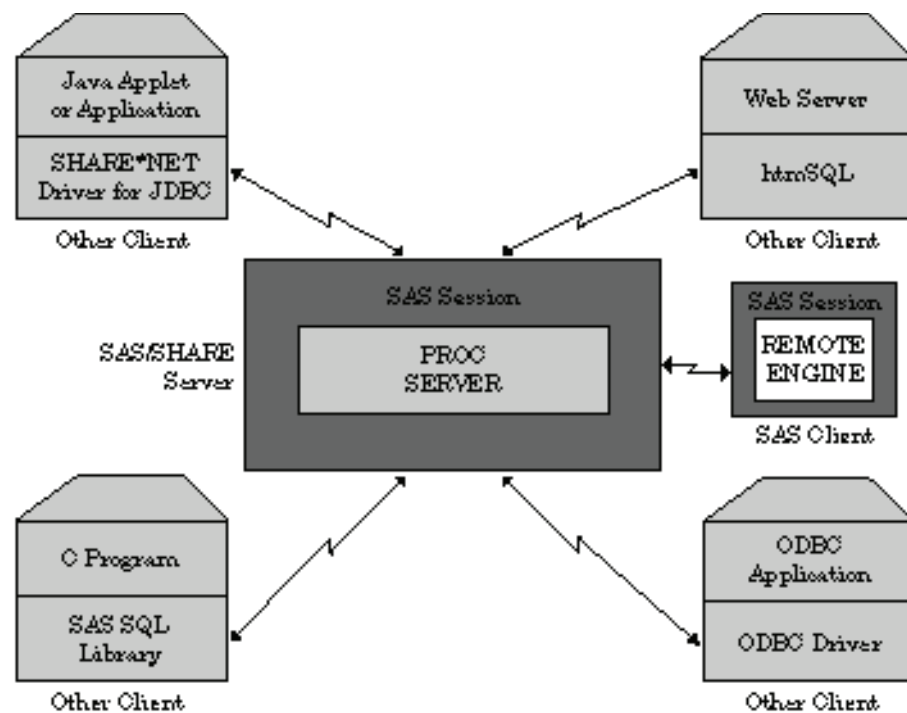 Java Applet
or Application
SHARE*NET
Driver for JDBC
Other Client
Web Server
htmSQL
Other Client
SAS/SHARE
Server
SAS Session
PROC
SERVER
SAS Session
REMOTE
ENGINE
SAS Client
C Program
SAS SQL
Library
Other Client
ODBC
Application
ODBC Driver
Other Client